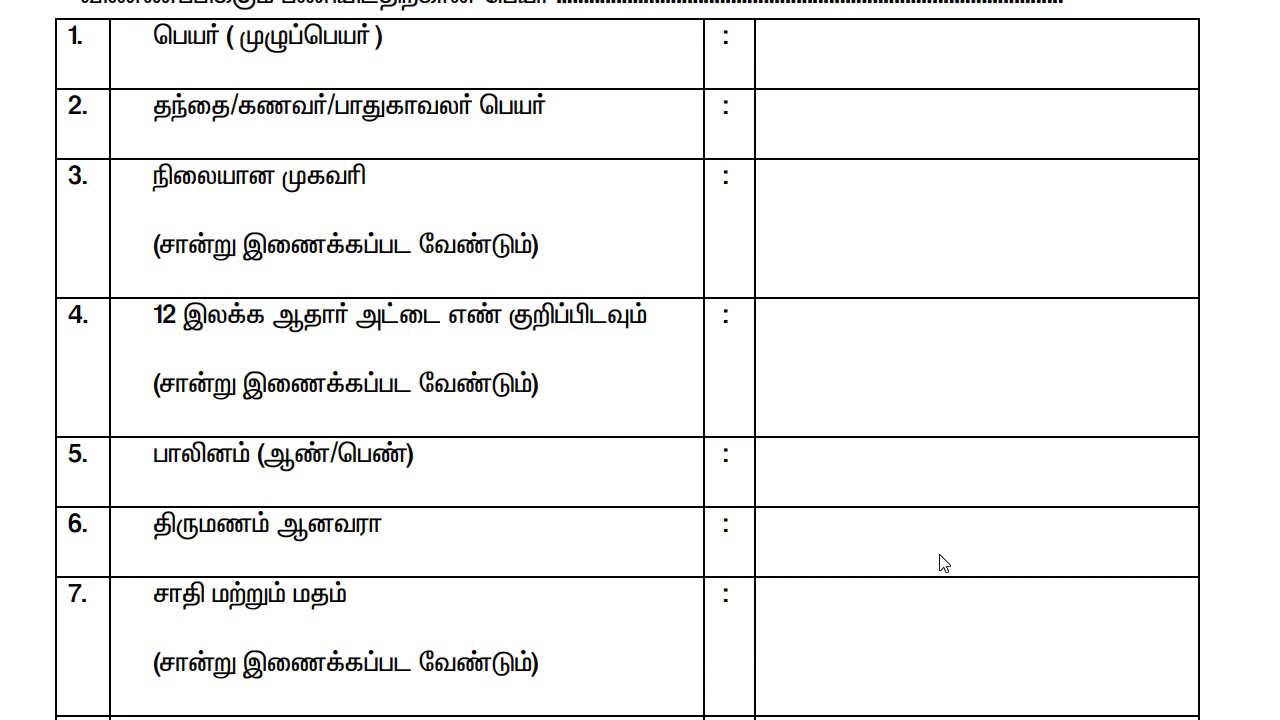 1. பெயர் ( முழுப்பெயர் ) :
2. தந்தை/கணவர்/பாதுகாவலர் பெயர் :
3. நிலையான முகவரி :
(சான்று இணைக்கப்பட வேண்டும்)
4. 12 இலக்க ஆதார் அட்டை எண் குறிப்பிடவும் :
(சான்று இணைக்கப்பட வேண்டும்)
5. பாலினம் (ஆண்/பெண்) :
6. திருமணம் ஆனவரா :
7. சாதி மற்றும் மதம் :
(சான்று இணைக்கப்பட வேண்டும்)